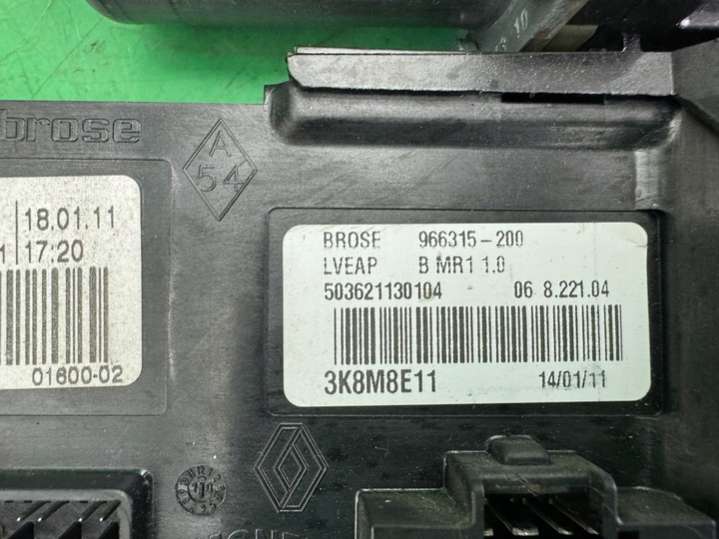 brose
A
54
18.01.11
17:20
01600-02
BROSE 966315-200
LVEAP B MR1 1.0
503621130104 06 8.221.04
3K8M8E11 14/01/11